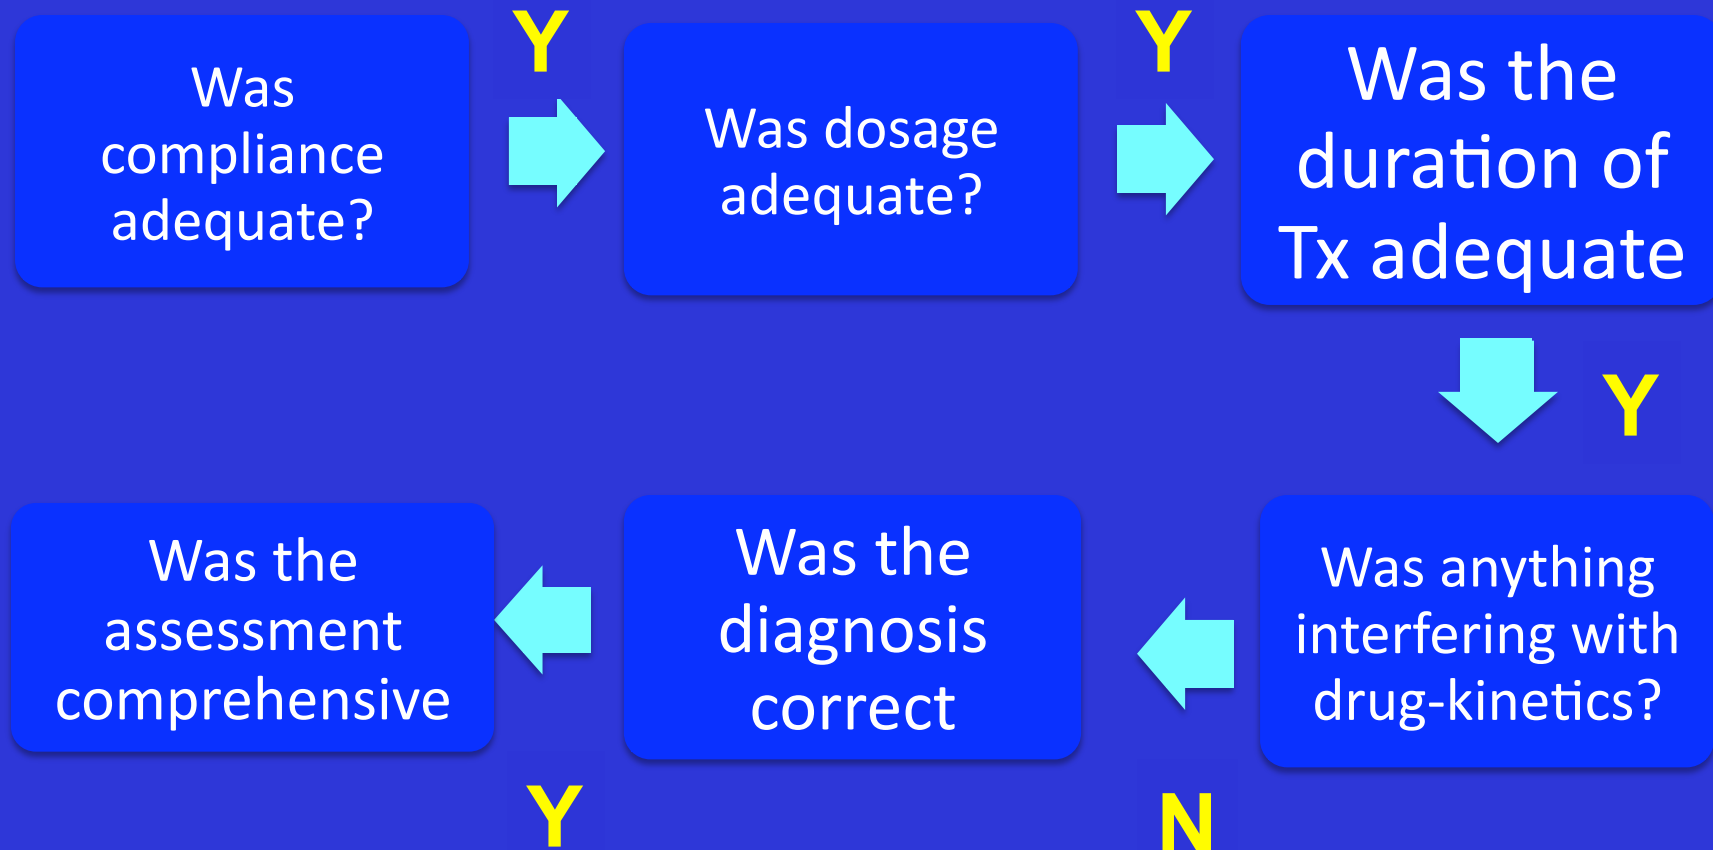 Was
compliance
adequate?
Y
Was dosage
adequate?
Y
Was the
duration of
Tx adequate
Y
Was anything
interfering with
drug-kinetics?
N
Was the
diagnosis
correct
Y
Was the
assessment
comprehensive